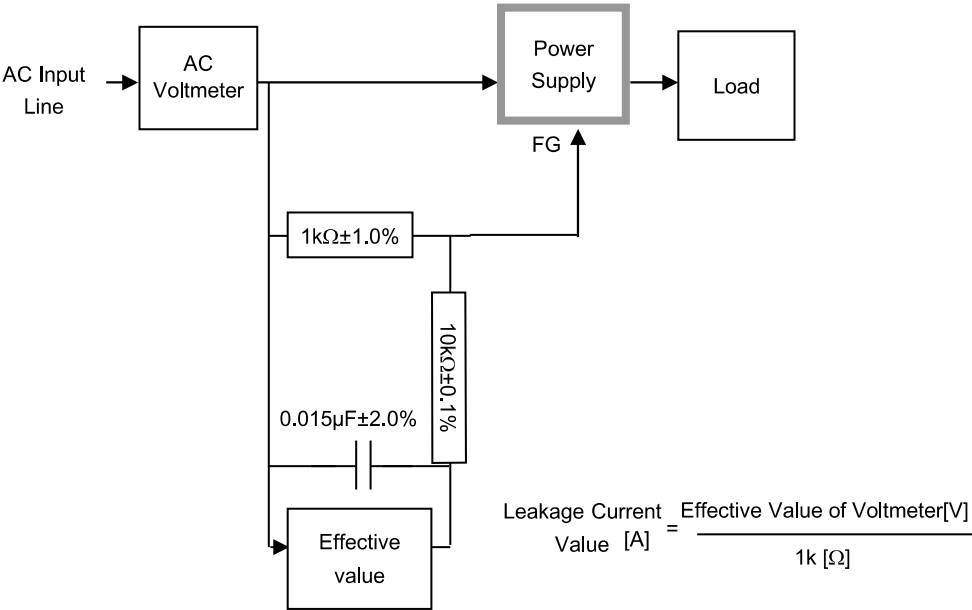 AC Input
Line
AC
Voltmeter
Power
Supply
Load
FG
1kΩ±1.0%
10kΩ±0.1%
0.015µF±2.0%
Effective
value
Leakage Current
Value [A]
=
Effective Value of Voltmeter[V]
1k [Ω]